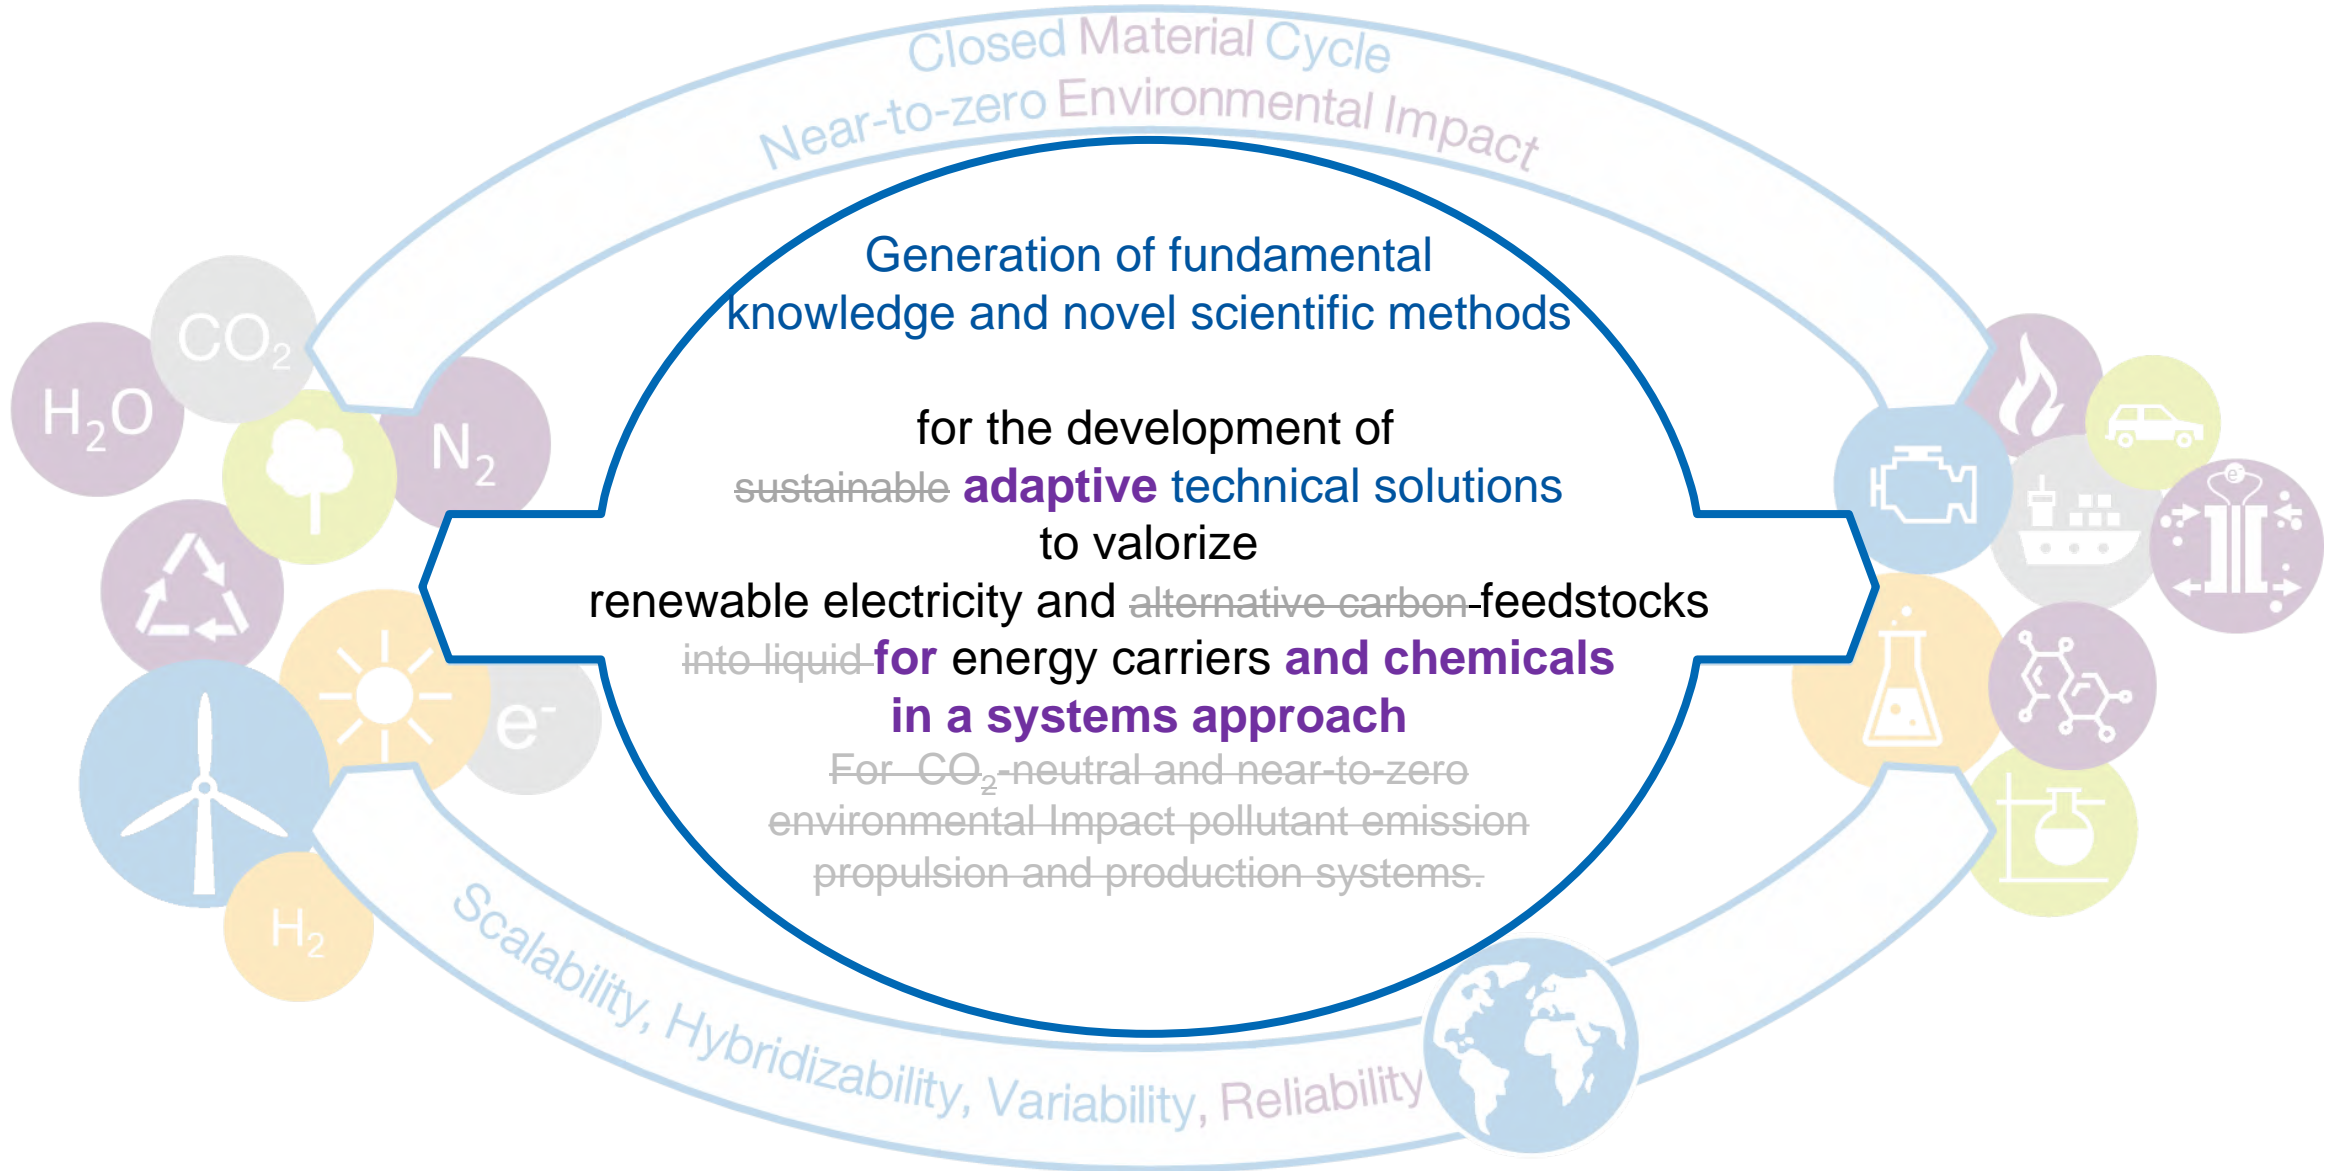 Closed Material Cycle
Near-to-zero Environmental Impact
Generation of fundamental
knowledge and novel scientific methods
for the development of
sustainable adaptive technical solutions
to valorize
renewable electricity and alternative carbon feedstocks
into liquid for energy carriers and chemicals
in a systems approach
For CO₂-neutral and near-to-zero
environmental Impact pollutant emission
propulsion and production systems.
CO₂
H₂O
N₂
e⁻
H₂
e⁻
Scalability, Hybridizability, Variability, Reliability